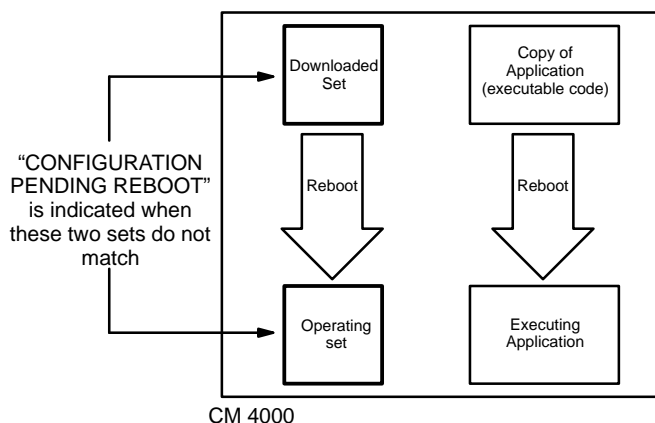 Downloaded
Set
Copy of
Application
(executable code)
“CONFIGURATION
PENDING REBOOT”
is indicated when
these two sets do not
match
Reboot
Reboot
Operating
set
Executing
Application
CM 4000